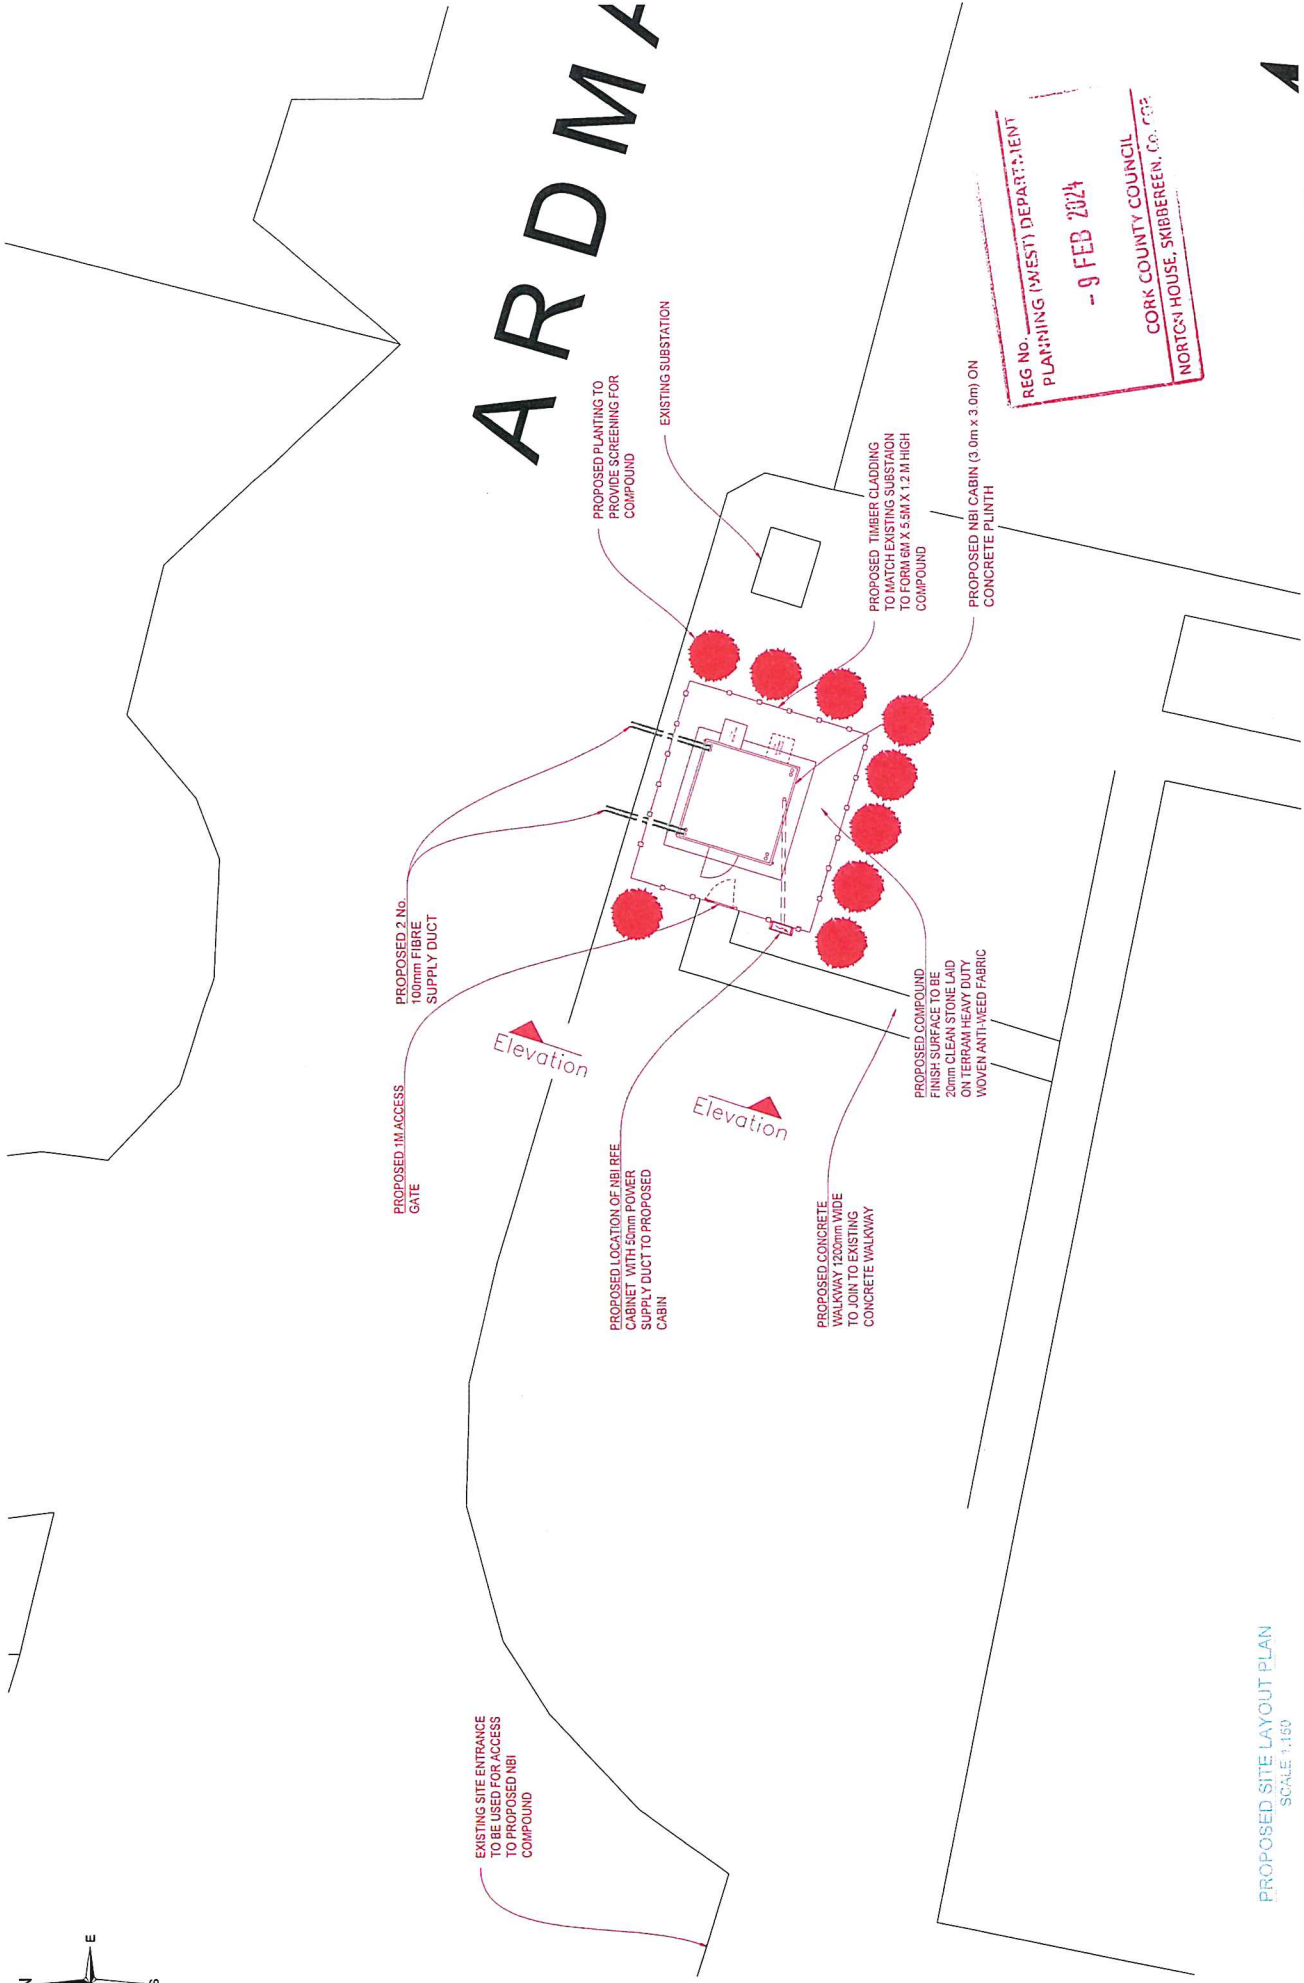 N
E
S
EXISTING SITE ENTRANCE
TO BE USED FOR ACCESS
TO PROPOSED NBI
COMPOUND
PROPOSED 1M ACCESS
GATE
PROPOSED 2 No.
100mm FIBRE
SUPPLY DUCT
ARDMA
PROPOSED PLANTING TO
PROVIDE SCREENING FOR
COMPOUND
EXISTING SUBSTATION
Elevation
PROPOSED LOCATION OF NBI RFE
CABINET WITH 50mm POWER
SUPPLY DUCT TO PROPOSED
CABIN
Elevation
PROPOSED CONCRETE
WALKWAY 1200mm WIDE
TO JOIN TO EXISTING
CONCRETE WALKWAY
PROPOSED COMPOUND
FINISH SURFACE TO BE
20mm CLEAN STONE LAID
ON TERRAM HEAVY DUTY
WOVEN ANTI-WEED FABRIC
PROPOSED TIMBER CLADDING
TO MATCH EXISTING SUBSTAION
TO FORM 6M X 5.5M X 1.2 M HIGH
COMPOUND
PROPOSED NBI CABIN (3.0m x 3.0m) ON
CONCRETE PLINTH
REG No.
PLANNING (WEST) DEPARTMENT
- 9 FEB 2024
CORK COUNTY COUNCIL
NORTON HOUSE, SKIBBEREEN, Co.
PROPOSED SITE LAYOUT PLAN
SCALE 1:150